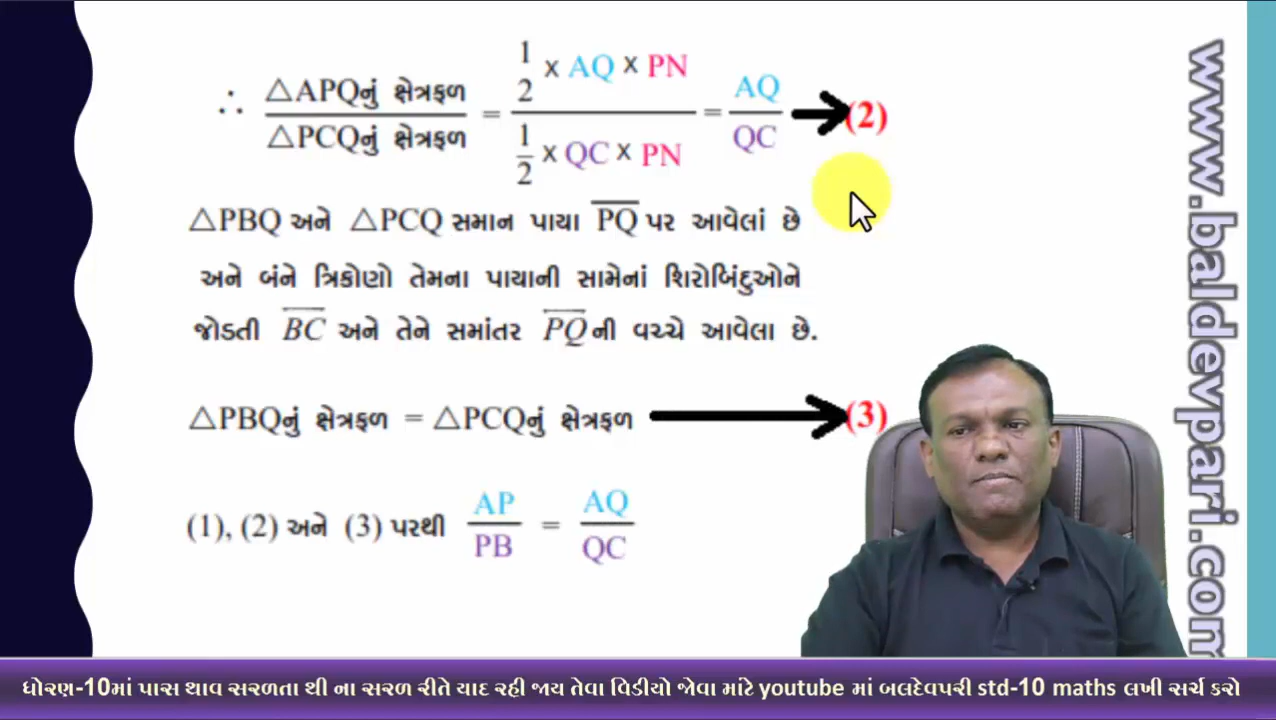 ∴ △APQનું ક્ષેત્રફળ / △PCQનું ક્ષેત્રફળ = (1/2 × AQ × PN) / (1/2 × QC × PN) = AQ/QC → (2)
△PBQ અને △PCQ સમાન પાયા PQ પર આવેલાં છે
અને બંને ત્રિકોણો તેમના પાયાની સામેનાં શિરોબિંદુઓને
જોડતી BC અને તેને સમાંતર PQની વચ્ચે આવેલા છે.
△PBQનું ક્ષેત્રફળ = △PCQનું ક્ષેત્રફળ → (3)
(1), (2) અને (3) પરથી AP/PB = AQ/QC
www.baldevpari.com
ધોરણ-10માં પાસ થાવ સરળતા થી ના સરળ રીતે યાદ રહી જાય તેવા વિડીયો જોવા માંટે youtube માં બલદેવપરી std-10 maths લખી સર્ચ કરો